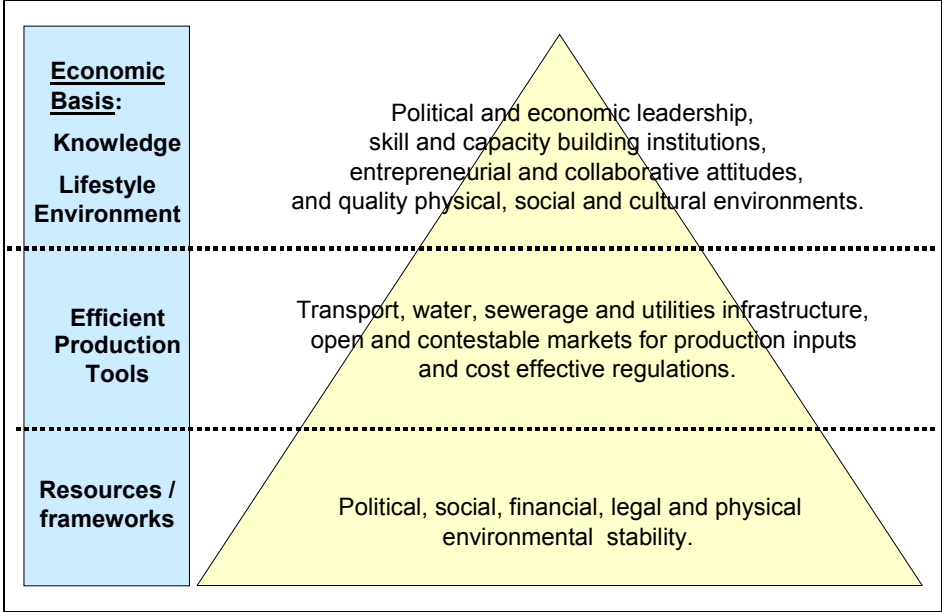 Economic
Basis:
Knowledge
Lifestyle
Environment
Political and economic leadership,
skill and capacity building institutions,
entrepreneurial and collaborative attitudes,
and quality physical, social and cultural environments.
Efficient
Production
Tools
Transport, water, sewerage and utilities infrastructure,
open and contestable markets for production inputs
and cost effective regulations.
Resources /
frameworks
Political, social, financial, legal and physical
environmental stability.